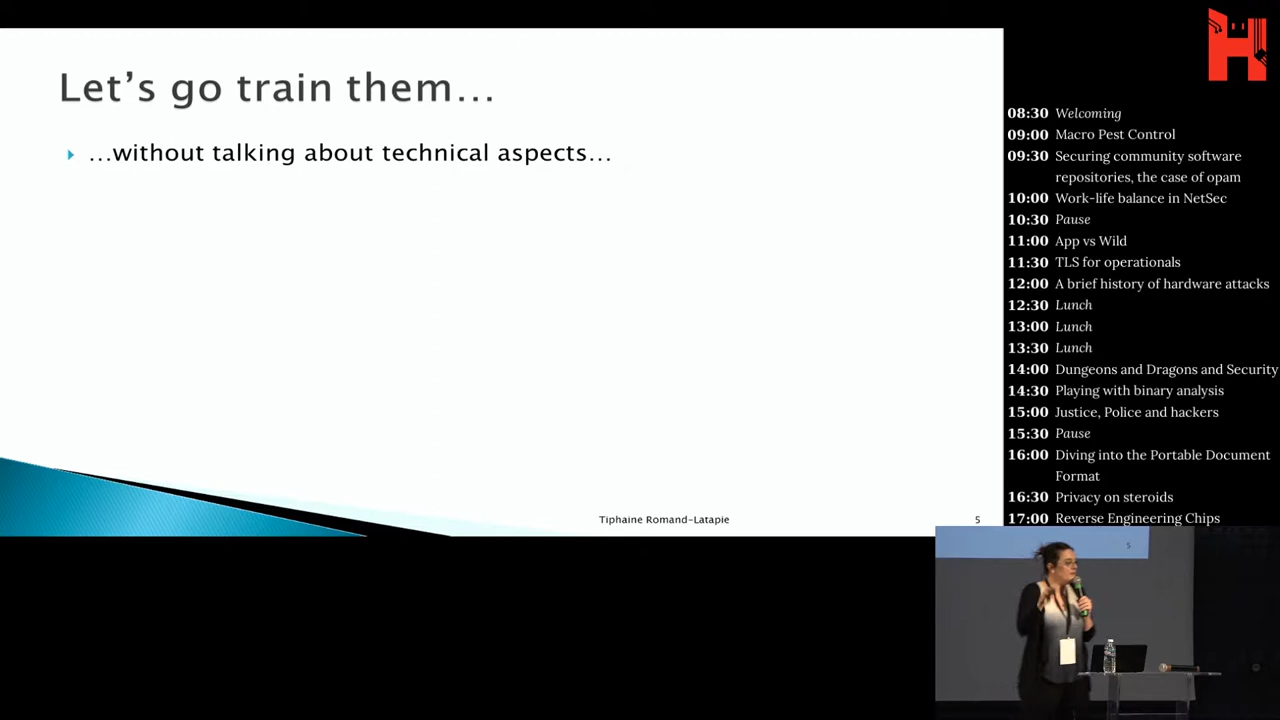 Let's go train them...
...without talking about technical aspects...
Tiphaine Romand-Latapie
5
08:30 Welcoming
09:00 Macro Pest Control
09:30 Securing community software
repositories, the case of opam
10:00 Work-life balance in NetSec
10:30 Pause
11:00 App vs Wild
11:30 TLS for operationals
12:00 A brief history of hardware attacks
12:30 Lunch
13:00 Lunch
13:30 Lunch
14:00 Dungeons and Dragons and Security
14:30 Playing with binary analysis
15:00 Justice, Police and hackers
15:30 Pause
16:00 Diving into the Portable Document
Format
16:30 Privacy on steroids
17:00 Reverse Engineering Chips
5